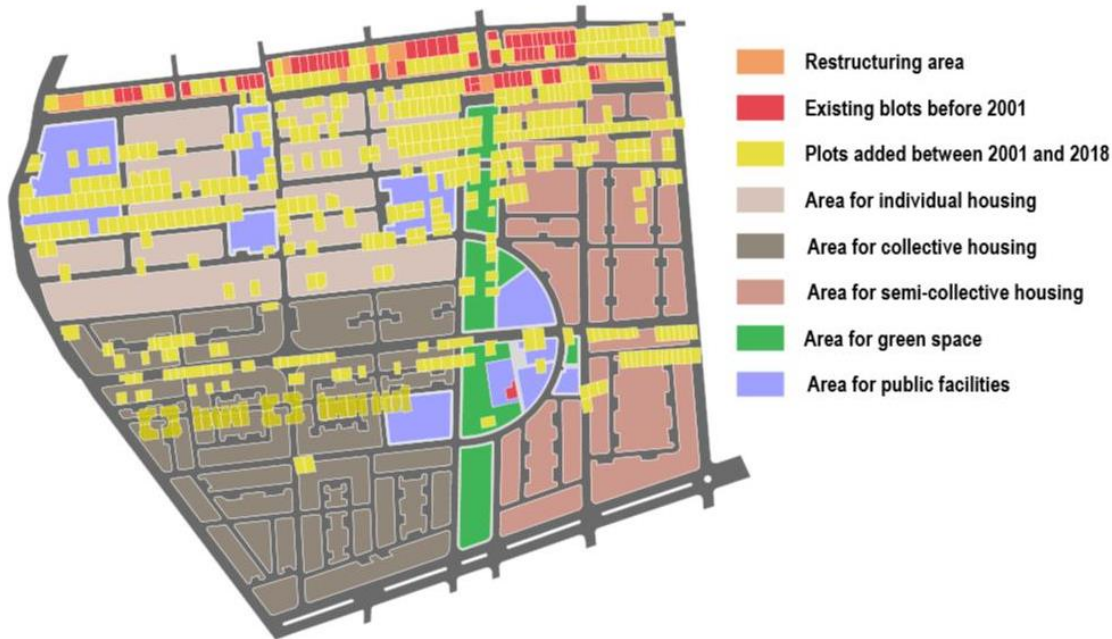 Restructuring area
Existing blots before 2001
Plots added between 2001 and 2018
Area for individual housing
Area for collective housing
Area for semi-collective housing
Area for green space
Area for public facilities